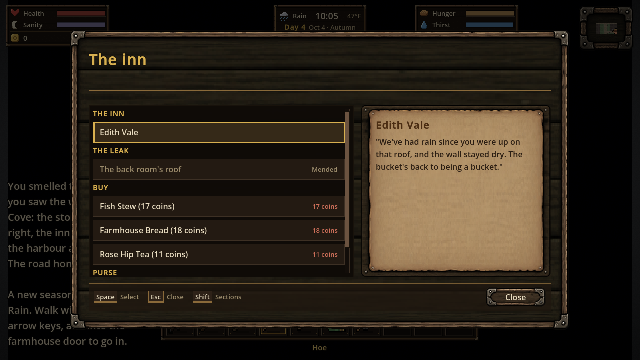 Health
Sanity
0
Rain 10:05
Day 4 Oct 4 · Autumn
Hunger
Thirst
The Inn
THE INN
Edith Vale
THE LEAK
The back room's roof Mended
BUY
Fish Stew (17 coins) 17 coins
Farmhouse Bread (18 coins) 18 coins
Rose Hip Tea (11 coins) 11 coins
PURSE
Edith Vale
"We've had rain since you were up on
that roof, and the wall stayed dry. The
bucket's back to being a bucket."
Space Select Esc Close Shift Sections
Close
You smelled
you saw the
Cove: the
right, the inn
the harbour
The road
A new season
Rain. Walk
arrow keys,
farmhouse door to go in.
Hoe